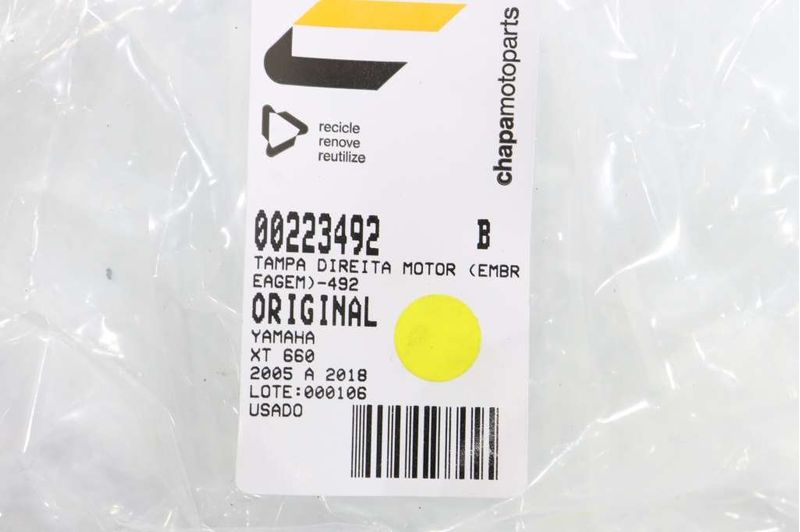 chapamotoparts
recicle
renove
reutilize
00223492 B
TAMPA DIREITA MOTOR (EMBR
EAGEM)-492
ORIGINAL
YAMAHA
XT 660
2005 A 2018
LOTE:000106
USADO